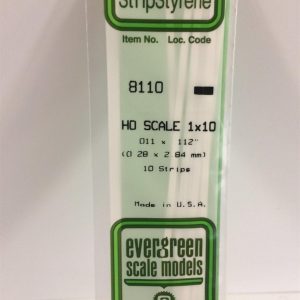 StripStyrene
Item No. Loc. Code
8110
HO SCALE 1x10
.011 x .112"
(0.28 x 2.84 mm)
10 Strips
Made in U.S.A.
evergreen
scale models